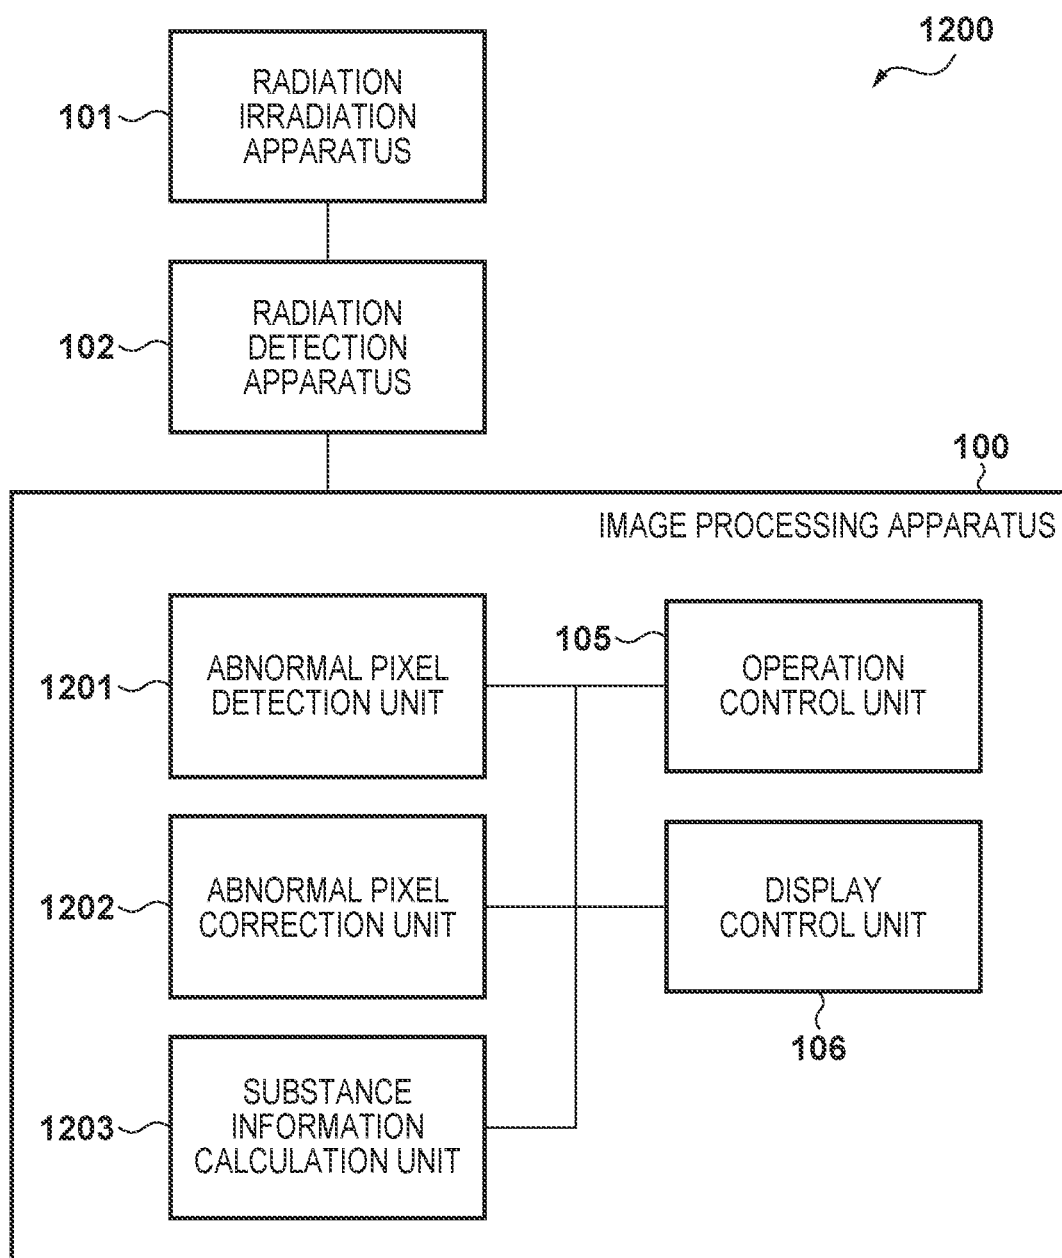 1200
101
RADIATION
IRRADIATION
APPARATUS
102
RADIATION
DETECTION
APPARATUS
100
IMAGE PROCESSING APPARATUS
1201
ABNORMAL PIXEL
DETECTION UNIT
105
OPERATION
CONTROL UNIT
1202
ABNORMAL PIXEL
CORRECTION UNIT
DISPLAY
CONTROL UNIT
106
1203
SUBSTANCE
INFORMATION
CALCULATION UNIT